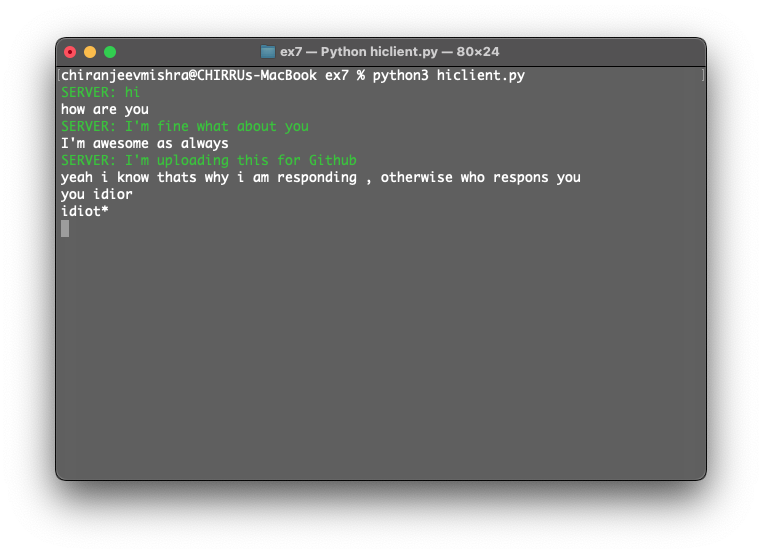 ex7 — Python hiclient.py — 80×24
[chiranjeevmishra@CHIRRUs-MacBook ex7 % python3 hiclient.py ]
SERVER: hi
how are you
SERVER: I'm fine what about you
I'm awesome as always
SERVER: I'm uploading this for Github
yeah i know thats why i am responding , otherwise who respons you
you idior
idiot*